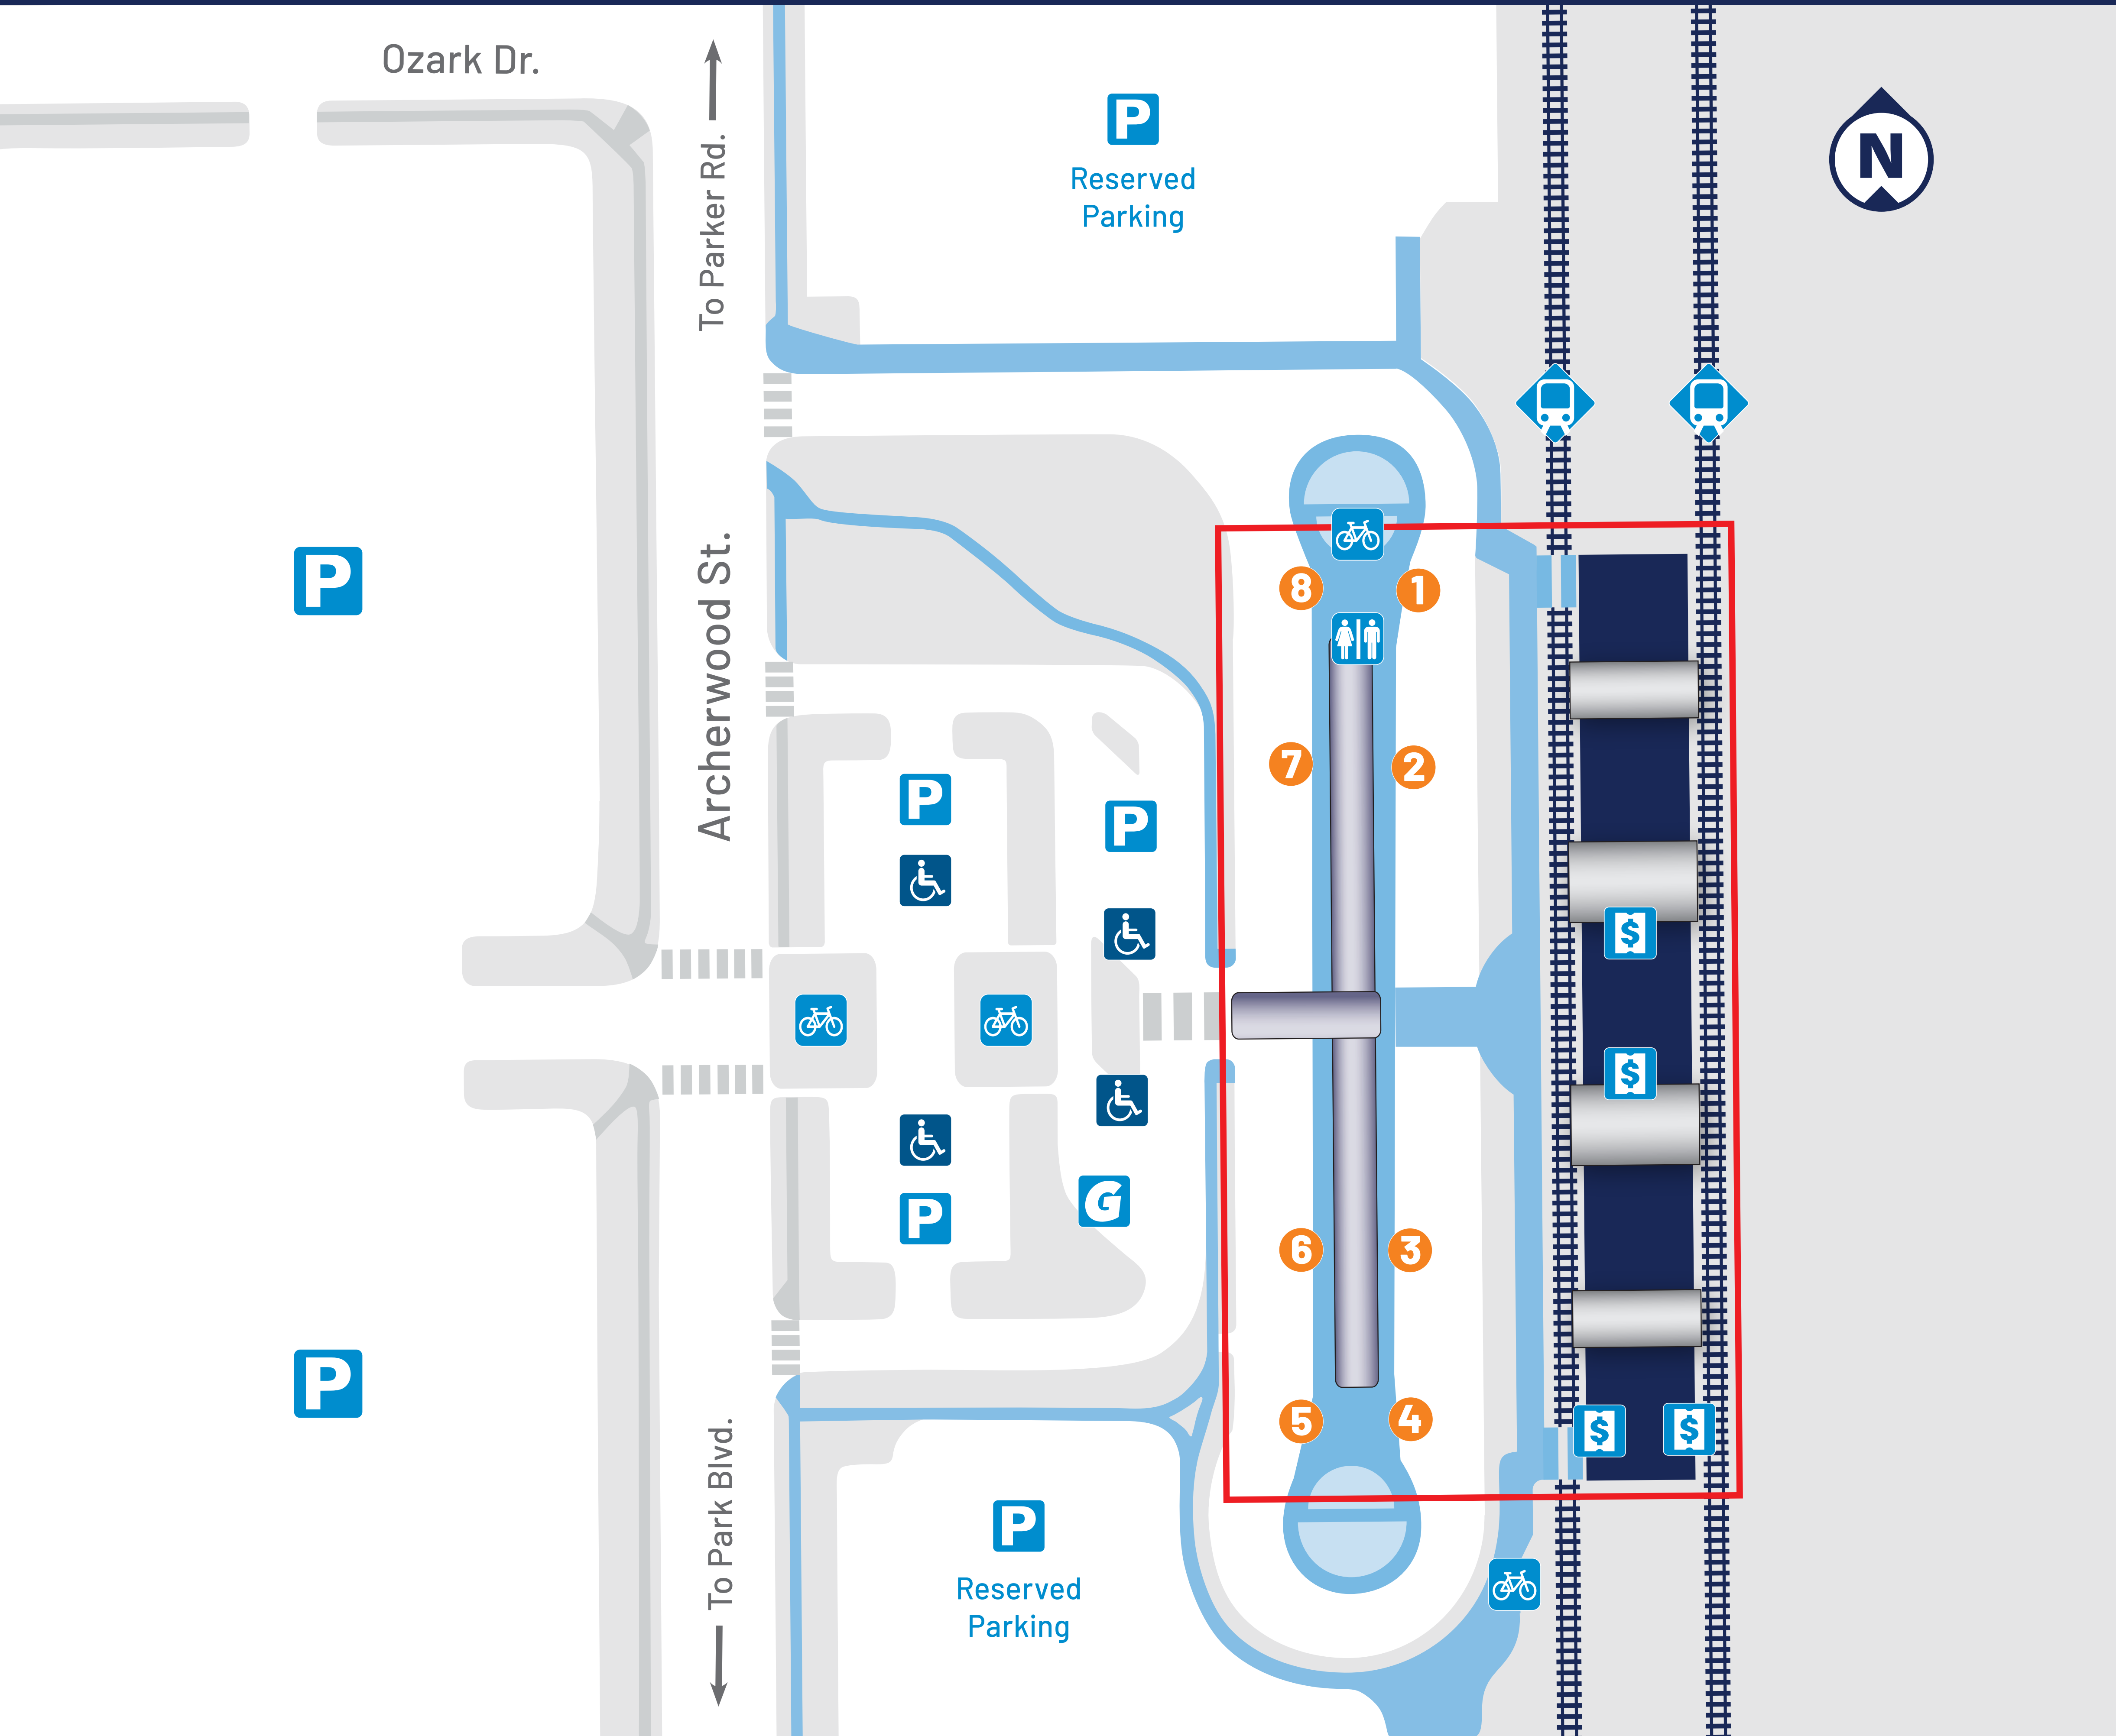 Ozark Dr.
To Parker Rd.
P
Reserved
Parking
N
P
Archerwood St.
8
1
7
2
P
P
$
$
G
P
6
3
P
5
4
$
$
To Park Blvd.
P
Reserved
Parking